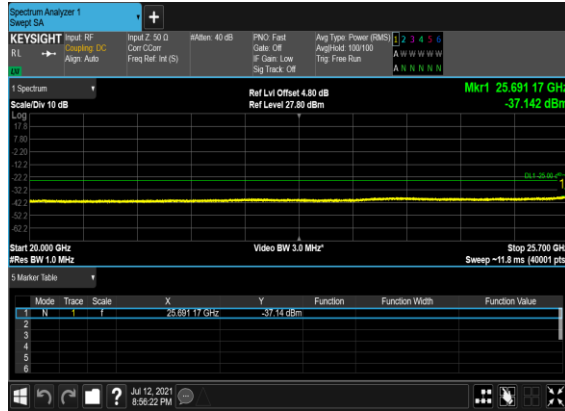 Spectrum Analyzer 1
Swept SA
KEYSIGHT Input: RF Input Z: 50 Ω #Atten: 40 dB PNO: Fast Avg Type: Power (RMS) 1 2 3 4 5 6
RL Coupling: DC Corr CCorr Gate: Off Avg|Hold: 100/100 A W W W W W
Align: Auto Freq Ref: Int (S) IF Gain: Low Trig: Free Run
Sig Track: Off A N N N N N
LW
1 Spectrum Ref Lvl Offset 4.80 dB Mkr1 25.691 17 GHz
Scale/Div 10 dB Ref Level 27.80 dBm -37.142 dBm
Log
17.8
7.80
-2.20
-12.2
-22.2
DL1 -25.00 dB
1
-32.2
-42.2
-52.2
-62.2
Start 20.000 GHz Video BW 3.0 MHz* Stop 25.700 GH
#Res BW 1.0 MHz Sweep ~11.8 ms (40001 pts
5 Marker Table
Mode Trace Scale X Y Function Function Width Function Value
1 N 1 f 25.691 17 GHz -37.14 dBm
2
3
4
5
6
? Jul 12, 2021
8:56:22 PM